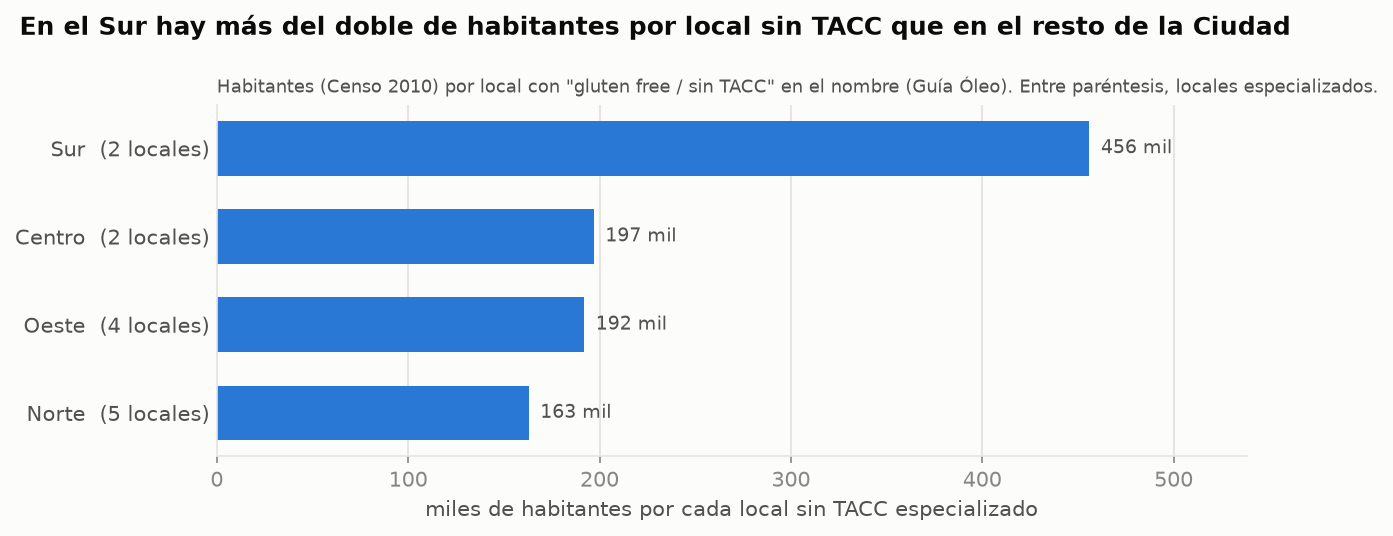 En el Sur hay más del doble de habitantes por local sin TACC que en el resto de la Ciudad
Habitantes (Censo 2010) por local con "gluten free / sin TACC" en el nombre (Guía Óleo). Entre paréntesis, locales especializados.
Sur (2 locales) 456 mil
Centro (2 locales) 197 mil
Oeste (4 locales) 192 mil
Norte (5 locales) 163 mil
0 100 200 300 400 500
miles de habitantes por cada local sin TACC especializado